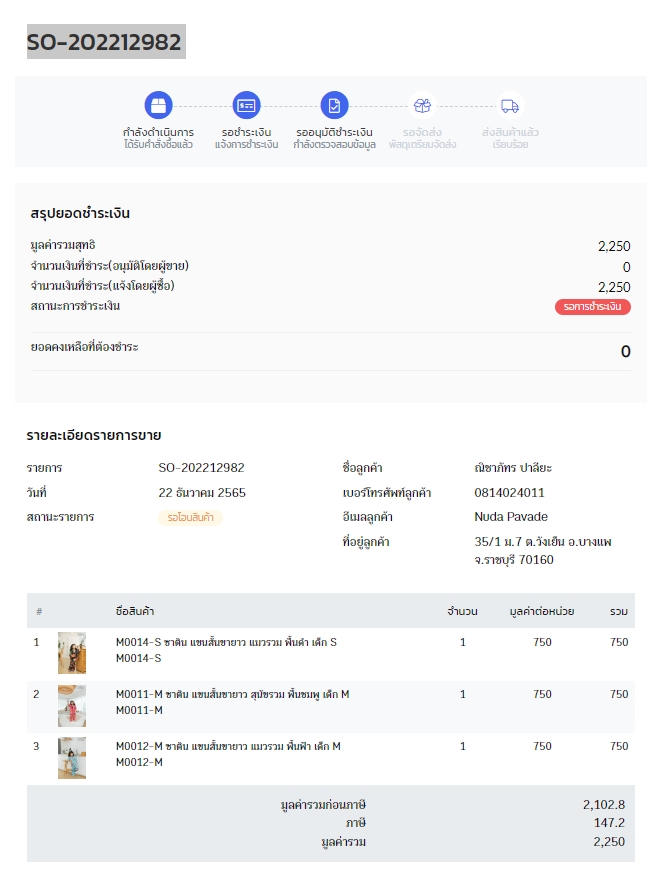 SO-202212982
กำลังดำเนินการ
ได้รับคำสั่งซื้อแล้ว
รอชำระเงิน
แจ้งการชำระเงิน
รออนุมัติชำระเงิน
กำลังตรวจสอบข้อมูล
รอจัดส่ง
พัสดุเตรียมจัดส่ง
ส่งสินค้าแล้ว
เรียบร้อย
สรุปยอดชำระเงิน
มูลค่ารวมสุทธิ 2,250
จำนวนเงินที่ชำระ(อนุมัติโดยผู้ขาย) 0
จำนวนเงินที่ชำระ(แจ้งโดยผู้ซื้อ) 2,250
สถานะการชำระเงิน รอการชำระเงิน
ยอดคงเหลือที่ต้องชำระ 0
รายละเอียดรายการขาย
รายการ SO-202212982 ชื่อลูกค้า ณิชาภัทร ปาลิยะ
วันที่ 22 ธันวาคม 2565 เบอร์โทรศัพท์ลูกค้า 0814024011
สถานะรายการ รอโอนสินค้า อีเมลลูกค้า Nuda Pavade
ที่อยู่ลูกค้า 35/1 ม.7 ต.วังเย็น อ.บางแพ
จ.ราชบุรี 70160
# ชื่อสินค้า จำนวน มูลค่าต่อหน่วย รวม
1 M0014-S ซาติน แขนสั้นขายาว แมวรวม พื้นดำ เด็ก S 1 750 750
M0014-S
2 M0011-M ซาติน แขนสั้นขายาว สุนัขรวม พื้นชมพู เด็ก M 1 750 750
M0011-M
3 M0012-M ซาติน แขนสั้นขายาว แมวรวม พื้นฟ้า เด็ก M 1 750 750
M0012-M
มูลค่ารวมก่อนภาษี 2,102.8
ภาษี 147.2
มูลค่ารวม 2,250